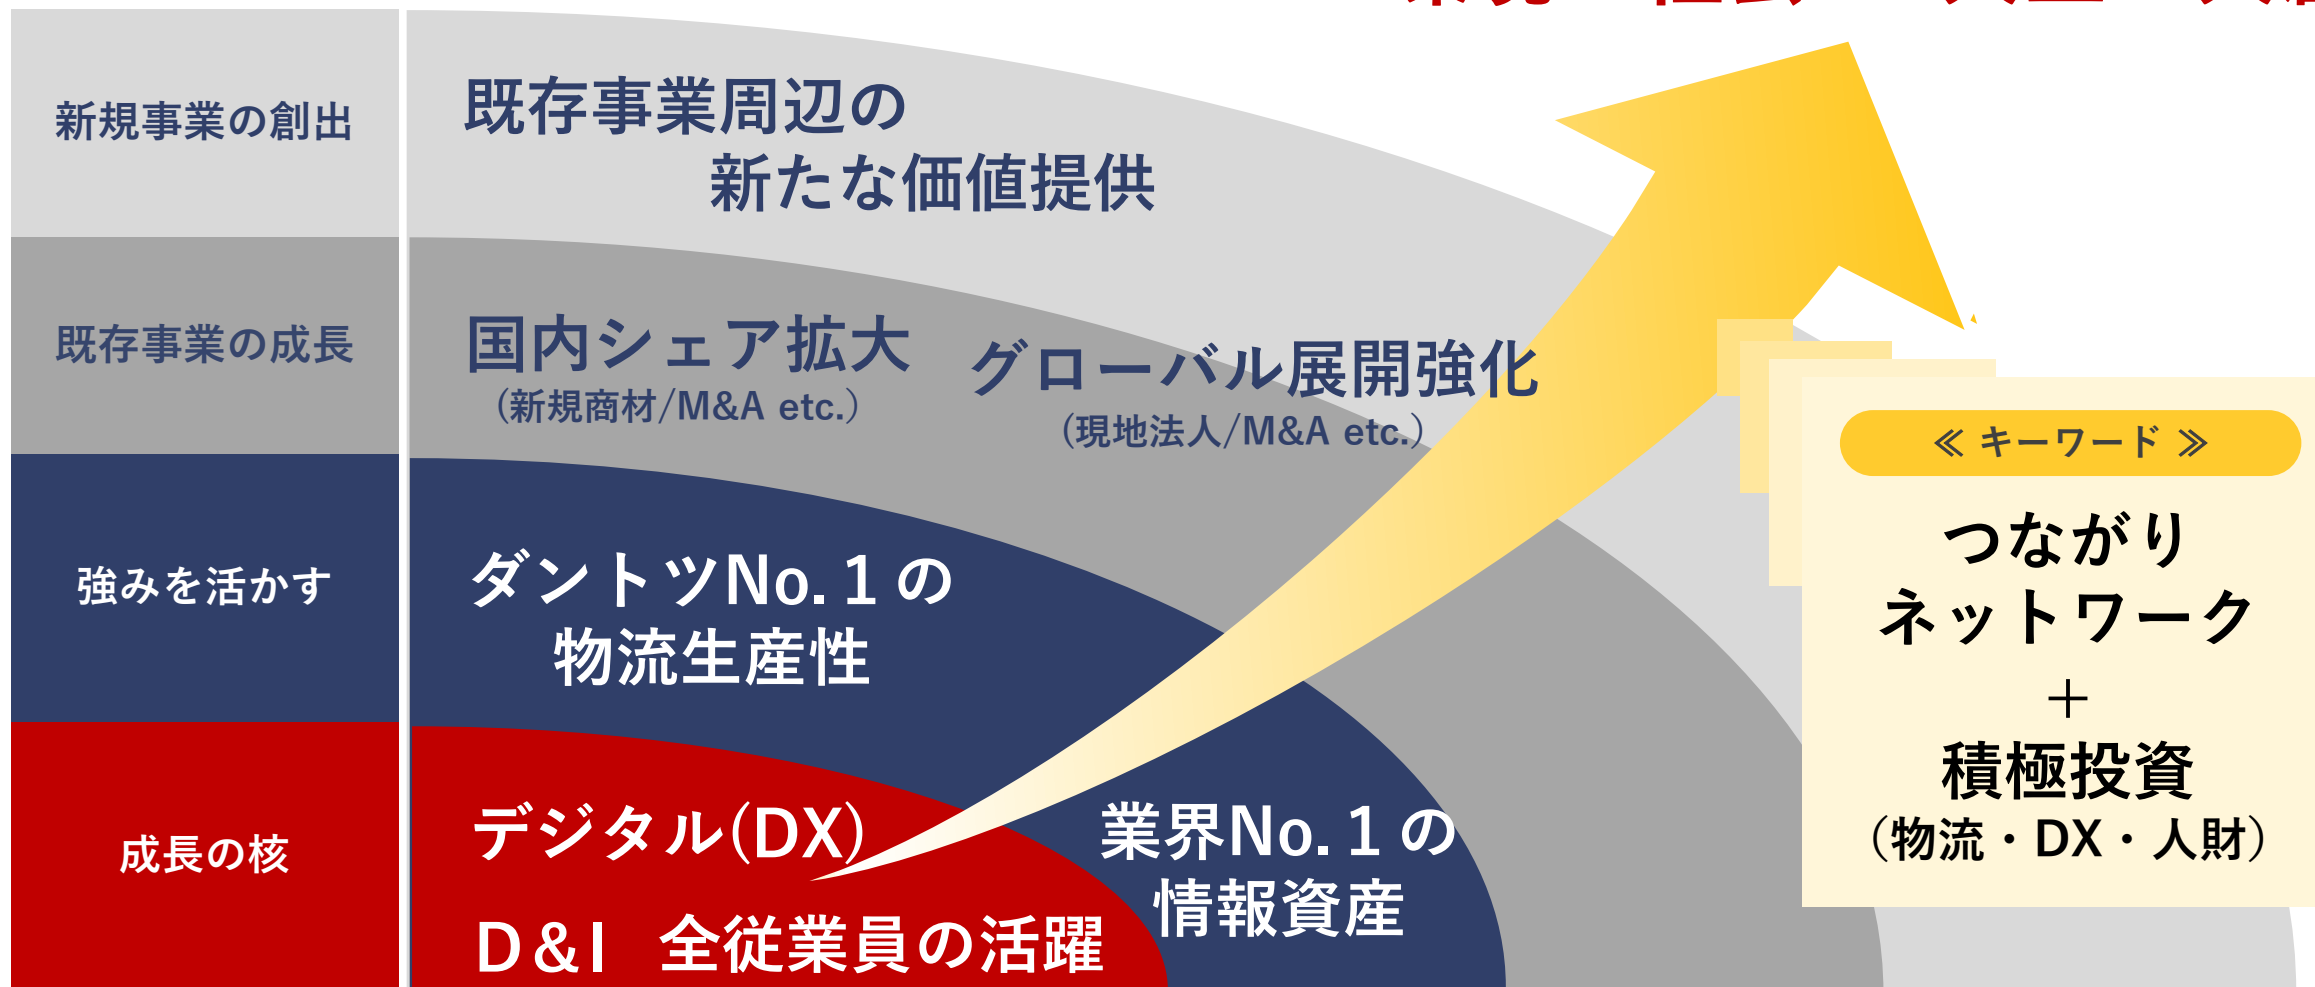 新規事業の創出
既存事業周辺の
新たな価値提供
既存事業の成長
国内シェア拡大
(新規商材/M&A etc.)
グローバル展開強化
(現地法人/M&A etc.)
強みを活かす
ダントツNo.1の
物流生産性
成長の核
デジタル(DX)
D&I 全従業員の活躍
業界No.1の
情報資産
≪ キーワード ≫
つながり
ネットワーク
+
積極投資
(物流・DX・人財)